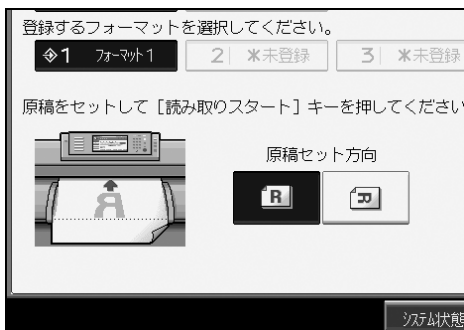 登録するフォーマットを選択してください。
1 フォーマット1 2 *未登録 3 *未登録
原稿をセットして［読み取りスタート］キーを押してください
原稿セット方向
R R R
システム状態